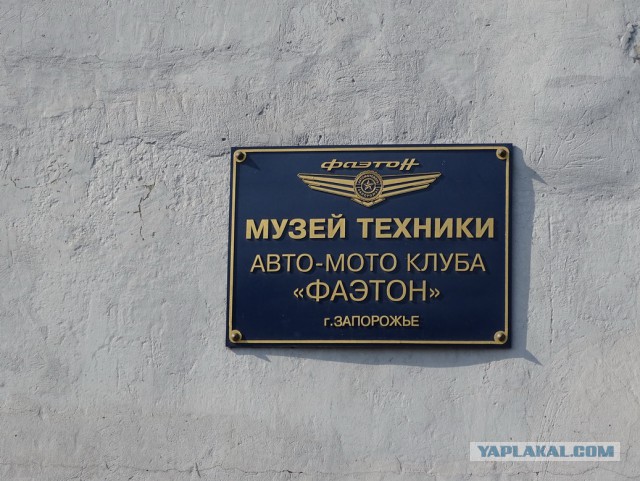 ФАЭТОН
МУЗЕЙ ТЕХНИКИ
АВТО-МОТО КЛУБА
«ФАЭТОН»
г.ЗАПОРОЖЬЕ
YAPLAKAL.COM